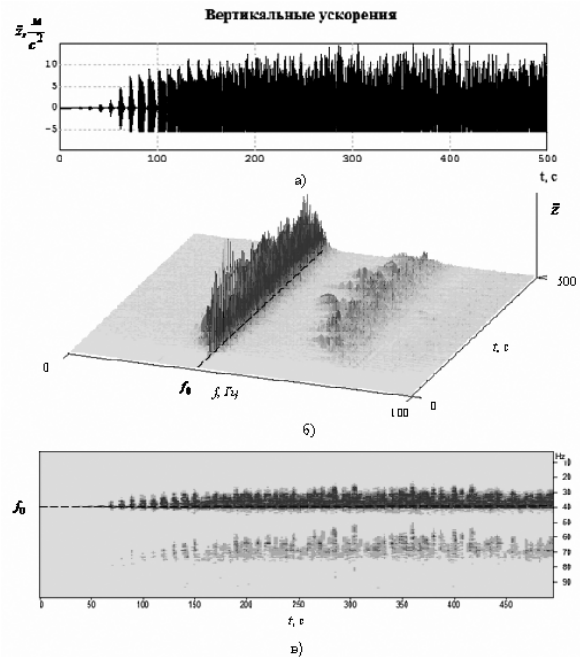 Вертикальные ускорения
z̈, м/с²
10
5
0
-5
0 100 200 300 400 500
t, с
а)
z̈
500
t, с
0
f₀ f, Гц
100 0
б)
Hz
10
20
30
f₀ 40
50
60
70
80
90
0 50 100 150 200 250 300 350 400 450
t, с
в)